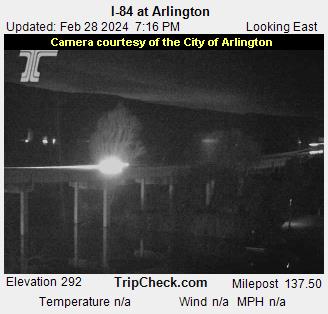 I-84 at Arlington
Updated: Feb 28 2024 7:16 PM Looking East
Camera courtesy of the City of Arlington
Elevation 292 TripCheck.com Milepost 137.50
Temperature n/a Wind n/a MPH n/a